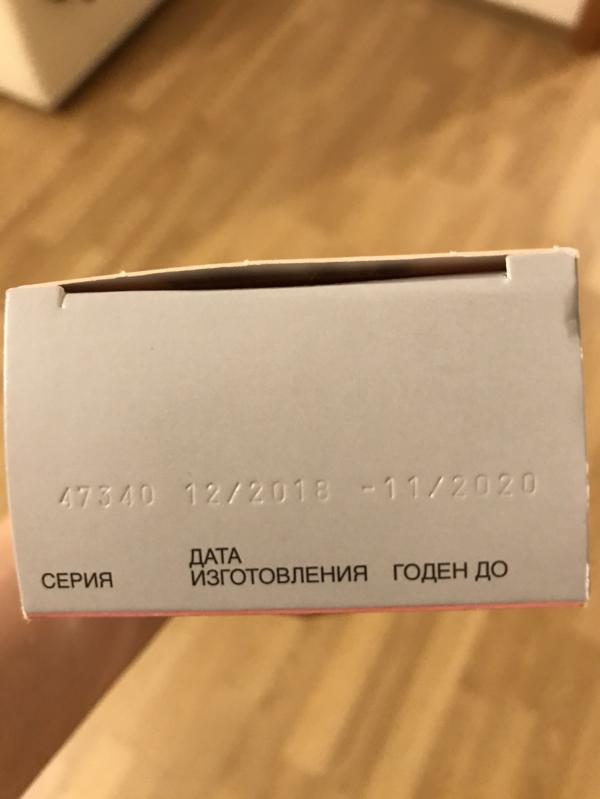 47340 12/2018 -11/2020
ДАТА
СЕРИЯ ИЗГОТОВЛЕНИЯ ГОДЕН ДО